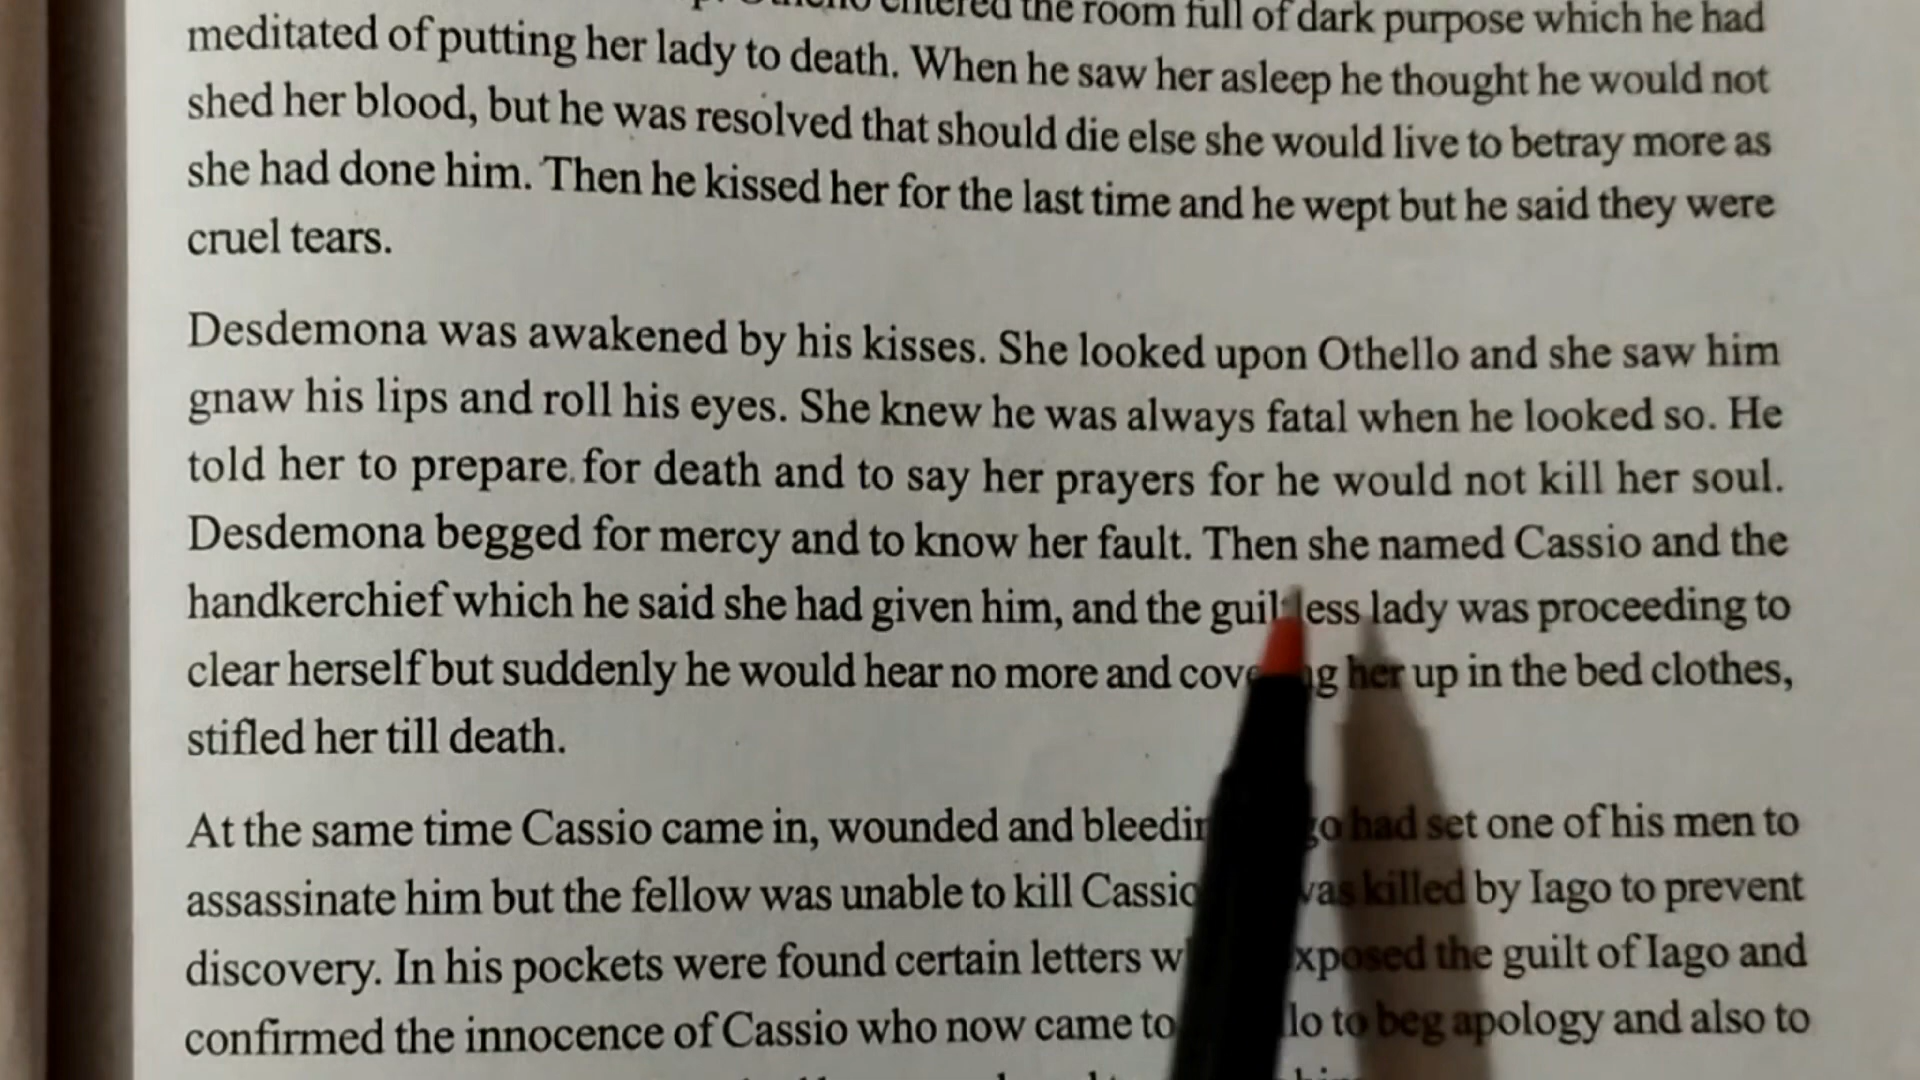 entered the room full of dark purpose which he had
meditated of putting her lady to death. When he saw her asleep he thought he would not
shed her blood, but he was resolved that should die else she would live to betray more as
she had done him. Then he kissed her for the last time and he wept but he said they were
cruel tears.
Desdemona was awakened by his kisses. She looked upon Othello and she saw him
gnaw his lips and roll his eyes. She knew he was always fatal when he looked so. He
told her to prepare for death and to say her prayers for he would not kill her soul.
Desdemona begged for mercy and to know her fault. Then she named Cassio and the
handkerchief which he said she had given him, and the guiltless lady was proceeding to
clear herself but suddenly he would hear no more and covering her up in the bed clothes,
stifled her till death.
At the same time Cassio came in, wounded and had set one of his men to
assassinate him but the fellow was unable to kill killed by Iago to prevent
discovery. In his pockets were found certain letters the guilt of Iago and
confirmed the innocence of Cassio who now came to to beg apology and also to